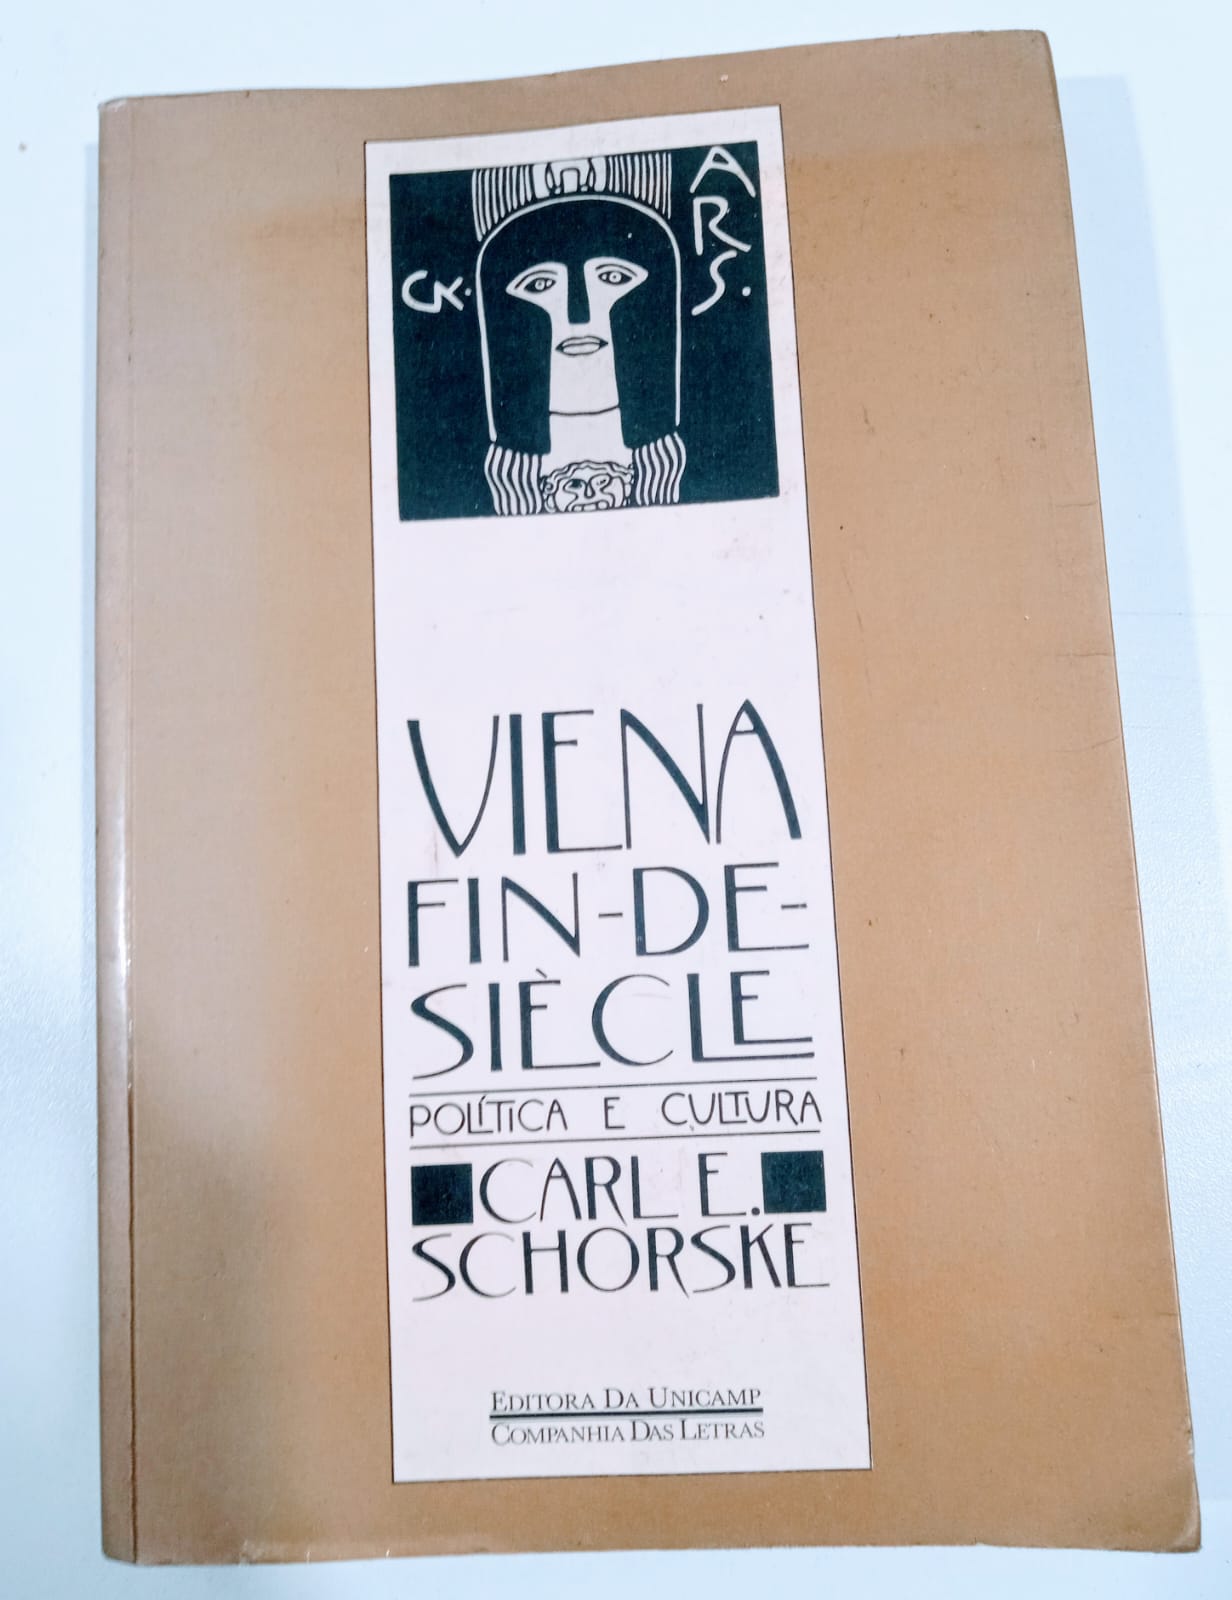 ARS.
GK.
VIENA
FIN-DE-
SIÈCLE
POLÍTICA E CULTURA
CARL E.
SCHORSKE
EDITORA DA UNICAMP
COMPANHIA DAS LETRAS